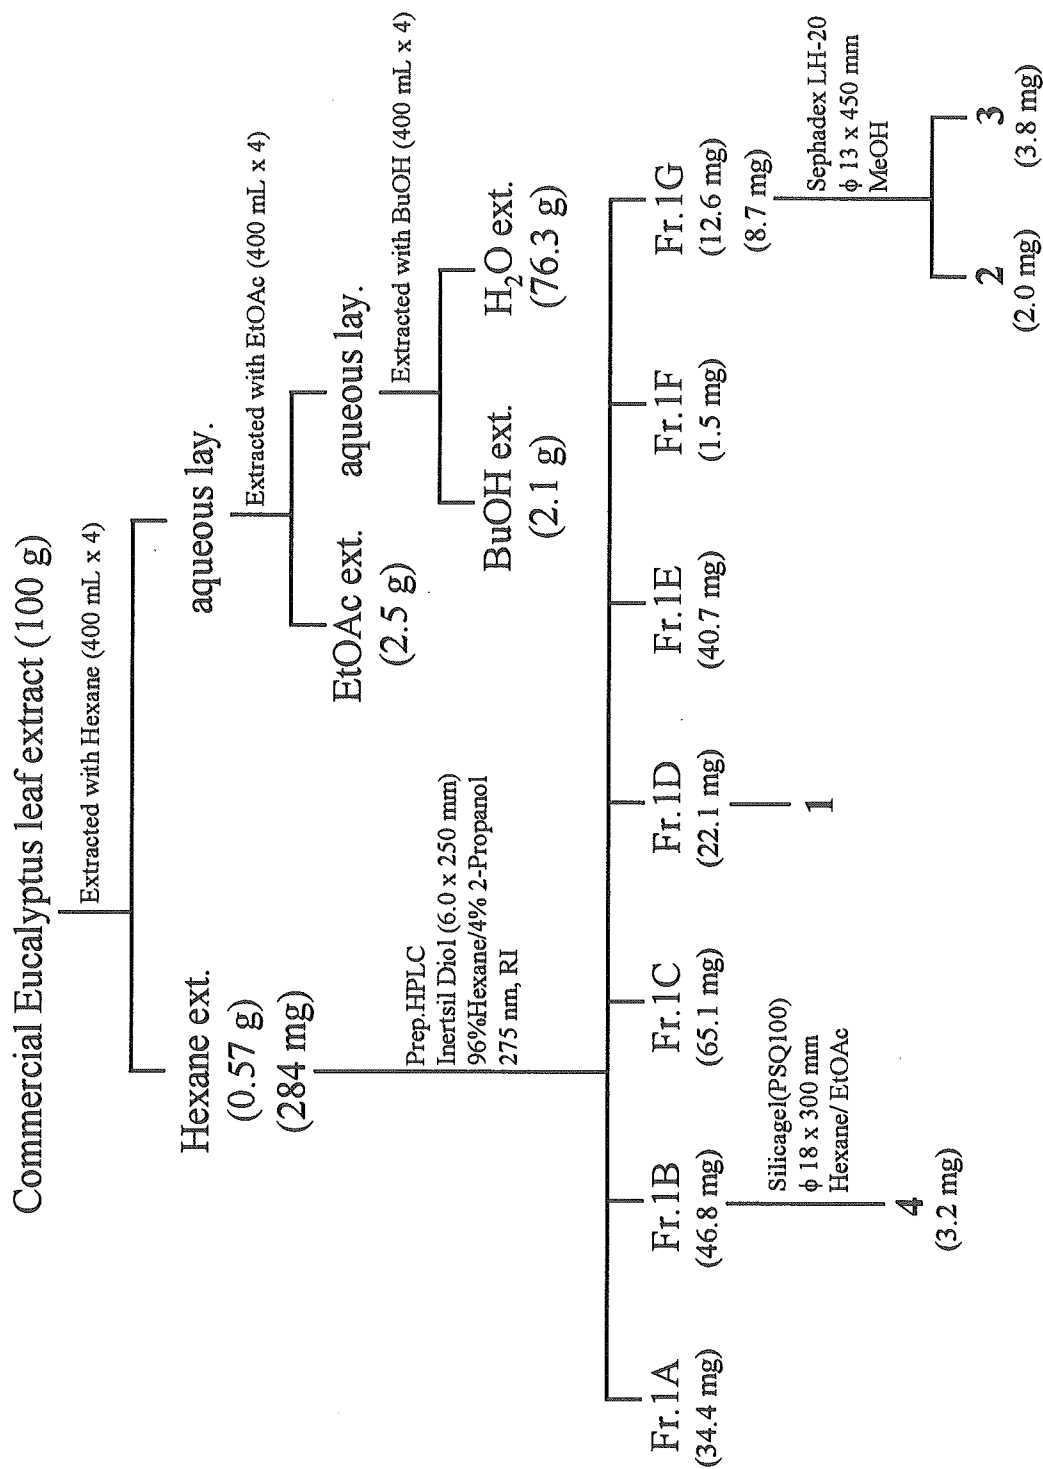 Commercial Eucalyptus leaf extract (100 g)
Extracted with Hexane (400 mL x 4)
Hexane ext.
(0.57 g)
(284 mg)
aqueous lay.
Extracted with EtOAc (400 mL x 4)
EtOAc ext.
(2.5 g)
aqueous lay.
Extracted with BuOH (400 mL x 4)
BuOH ext.
(2.1 g)
H₂O ext.
(76.3 g)
Prep.HPLC
Inertsil Diol (6.0 x 250 mm)
96%Hexane/4% 2-Propanol
275 nm, RI
Fr.1A
(34.4 mg)
Fr.1B
(46.8 mg)
Fr.1C
(65.1 mg)
Fr.1D
(22.1 mg)
Fr.1E
(40.7 mg)
Fr.1F
(1.5 mg)
Fr.1G
(12.6 mg)
(8.7 mg)
Silicagel(PSQ100)
ϕ 18 x 300 mm
Hexane/ EtOAc
4
(3.2 mg)
1
Sephadex LH-20
ϕ 13 x 450 mm
MeOH
2
(2.0 mg)
3
(3.8 mg)